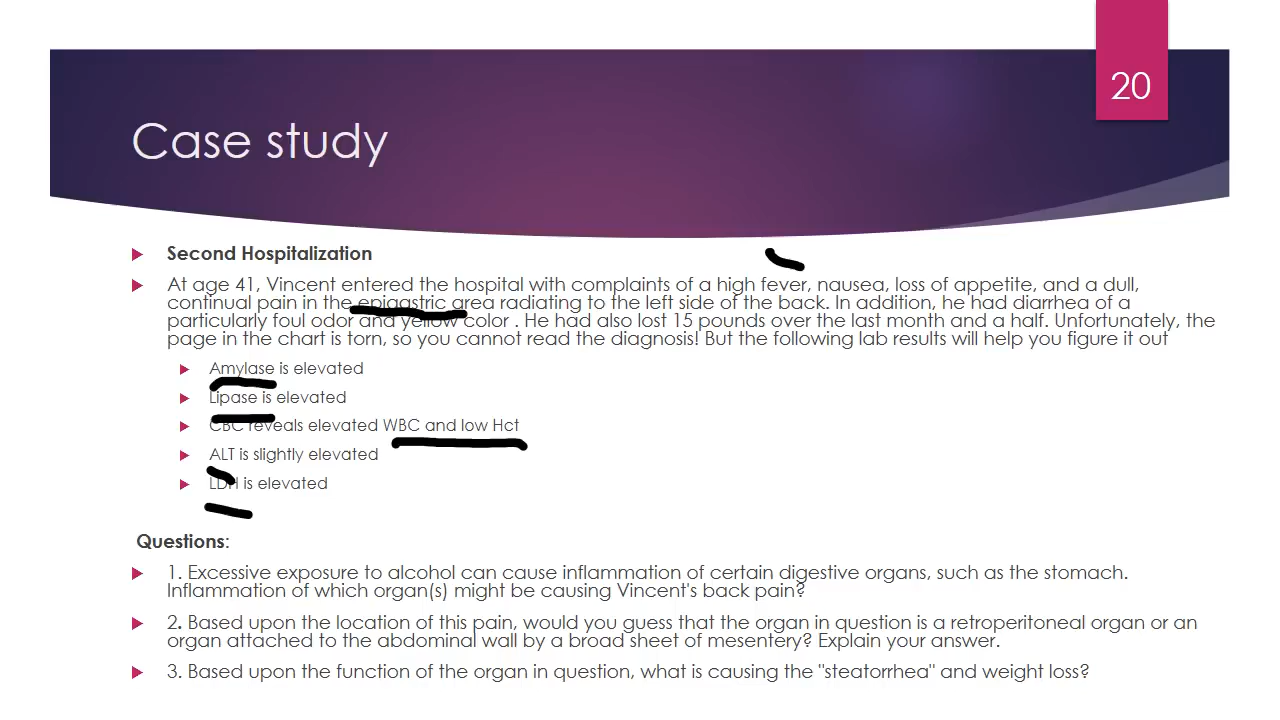 20
Case study
Second Hospitalization
At age 41, Vincent entered the hospital with complaints of a high fever, nausea, loss of appetite, and a dull,
continual pain in the epigastric area radiating to the left side of the back. In addition, he had diarrhea of a
particularly foul odor and yellow color . He had also lost 15 pounds over the last month and a half. Unfortunately, the
page in the chart is torn, so you cannot read the diagnosis! But the following lab results will help you figure it out
Amylase is elevated
Lipase is elevated
CBC reveals elevated WBC and low Hct
ALT is slightly elevated
LDH is elevated
Questions:
1. Excessive exposure to alcohol can cause inflammation of certain digestive organs, such as the stomach.
Inflammation of which organ(s) might be causing Vincent's back pain?
2. Based upon the location of this pain, would you guess that the organ in question is a retroperitoneal organ or an
organ attached to the abdominal wall by a broad sheet of mesentery? Explain your answer.
3. Based upon the function of the organ in question, what is causing the "steatorrhea" and weight loss?